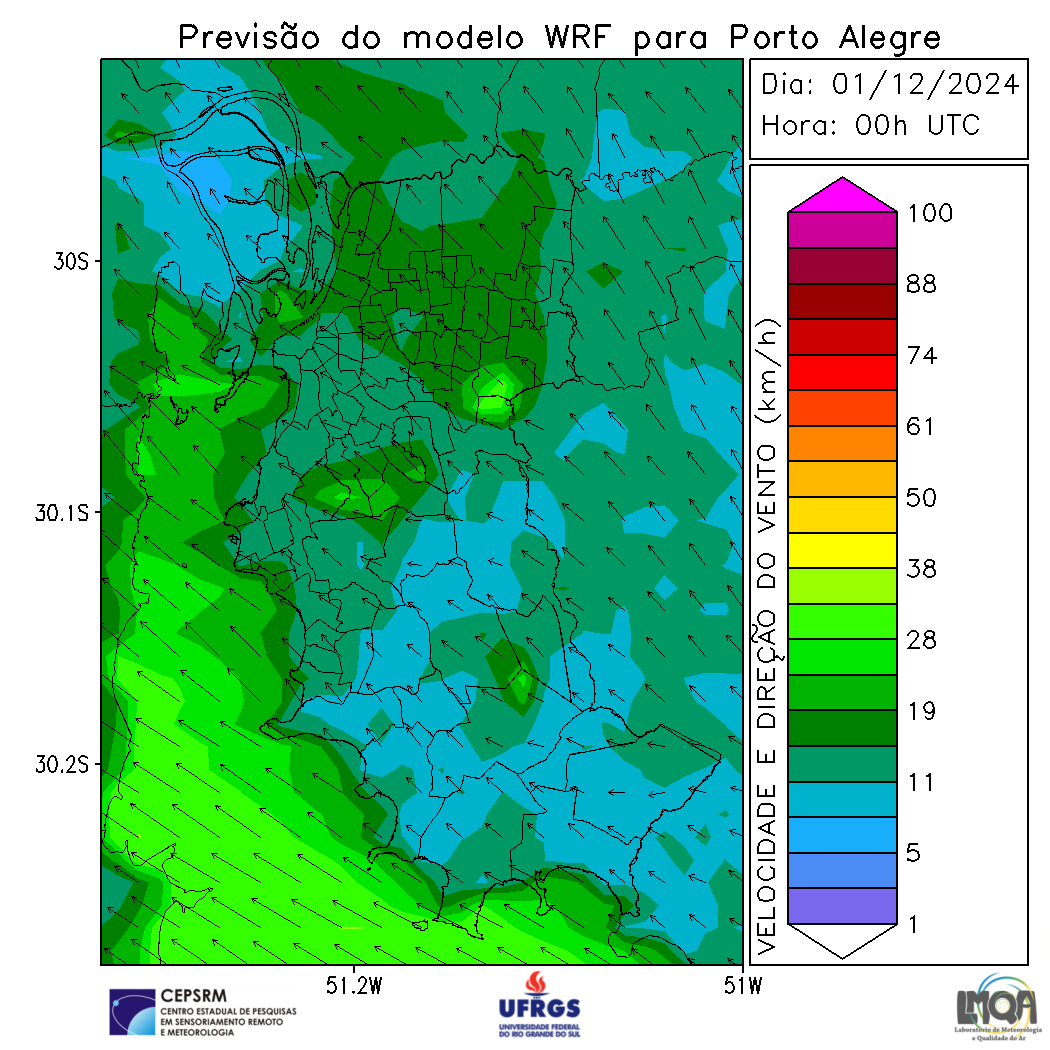 Previsão do modelo WRF para Porto Alegre
Dia: 01/12/2024
Hora: 00h UTC
30S
30.1S
30.2S
51.2W
51W
VELOCIDADE E DIREÇÃO DO VENTO (km/h)
100
88
74
61
50
38
28
19
11
5
1
CEPSRM
CENTRO ESTADUAL DE PESQUISAS
EM SENSORIAMENTO REMOTO
E METEOROLOGIA
UFRGS
UNIVERSIDADE FEDERAL
DO RIO GRANDE DO SUL
LMQA
Laboratório de Meteorologia
e Qualidade do Ar